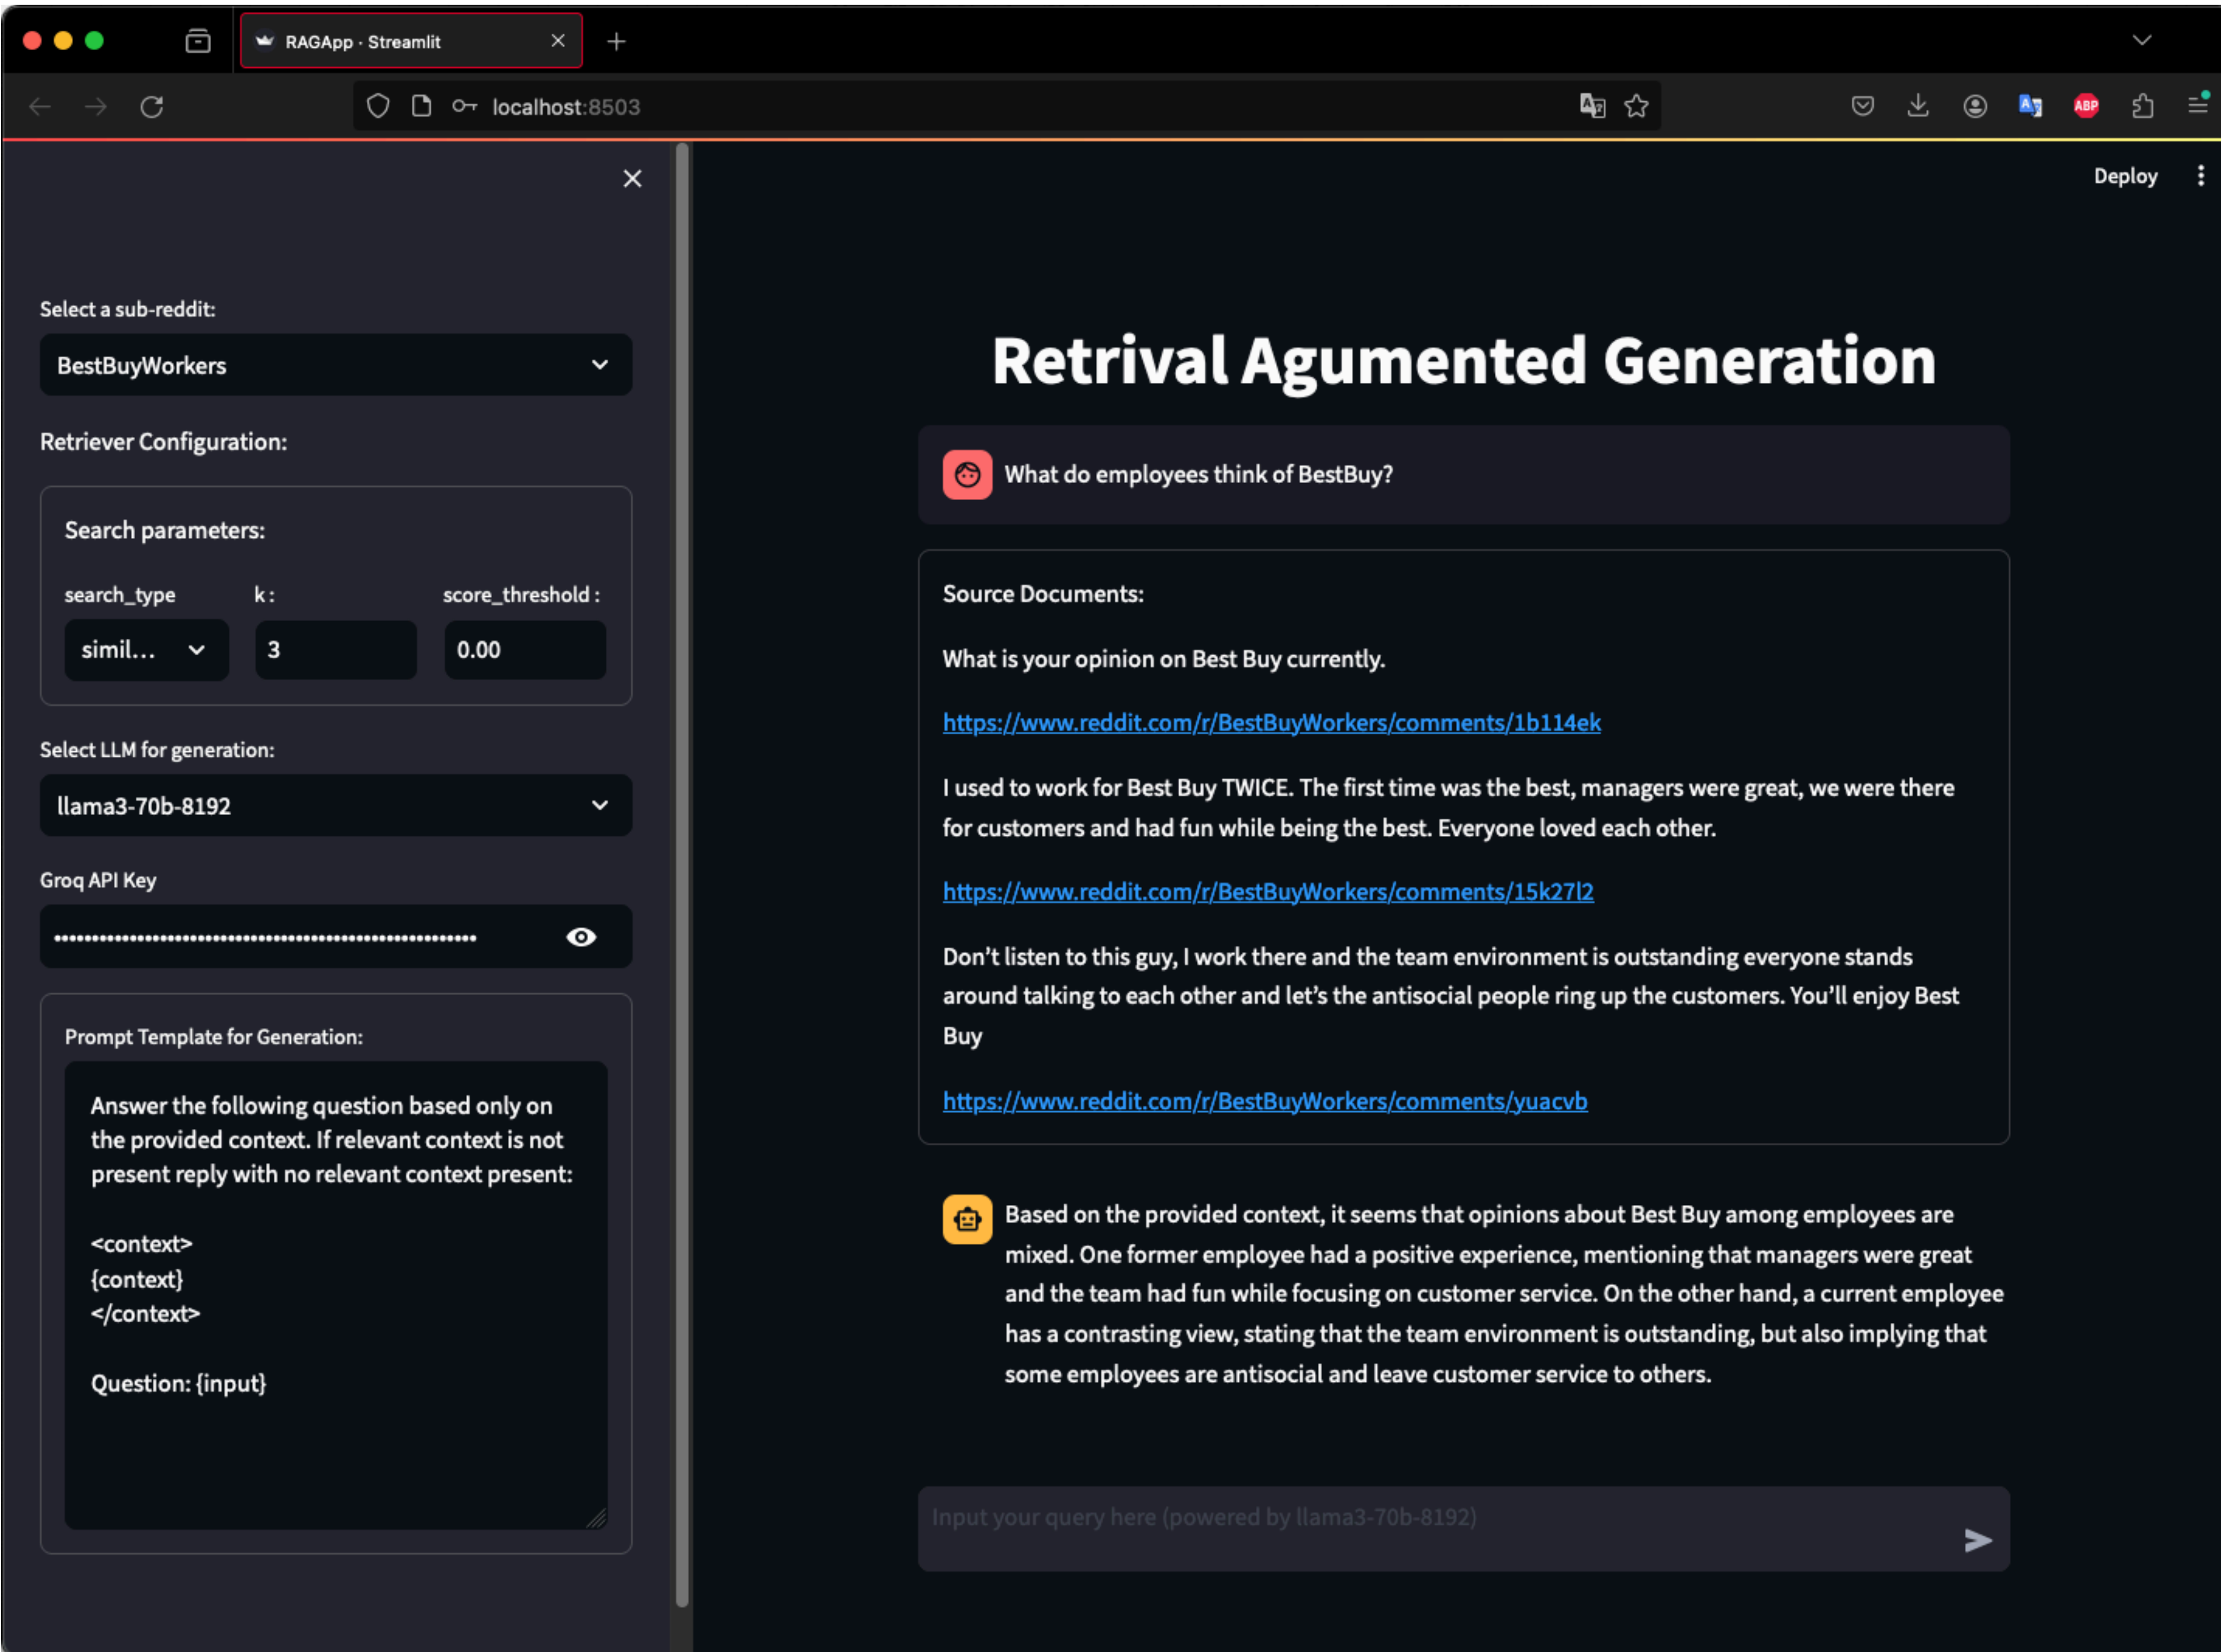 RAGApp · Streamlit
localhost:8503
ABP
Deploy
Select a sub-reddit:
BestBuyWorkers
Retriever Configuration:
Search parameters:
search_type
k :
score_threshold :
simil...
3
0.00
Select LLM for generation:
llama3-70b-8192
Groq API Key
Prompt Template for Generation:
Answer the following question based only on
the provided context. If relevant context is not
present reply with no relevant context present:
<context>
{context}
</context>
Question: {input}
Retrival Agumented Generation
What do employees think of BestBuy?
Source Documents:
What is your opinion on Best Buy currently.
https://www.reddit.com/r/BestBuyWorkers/comments/1b114ek
I used to work for Best Buy TWICE. The first time was the best, managers were great, we were there
for customers and had fun while being the best. Everyone loved each other.
https://www.reddit.com/r/BestBuyWorkers/comments/15k27l2
Don't listen to this guy, I work there and the team environment is outstanding everyone stands
around talking to each other and let's the antisocial people ring up the customers. You'll enjoy Best
Buy
https://www.reddit.com/r/BestBuyWorkers/comments/yuacvb
Based on the provided context, it seems that opinions about Best Buy among employees are
mixed. One former employee had a positive experience, mentioning that managers were great
and the team had fun while focusing on customer service. On the other hand, a current employee
has a contrasting view, stating that the team environment is outstanding, but also implying that
some employees are antisocial and leave customer service to others.
Input your query here (powered by llama3-70b-8192)